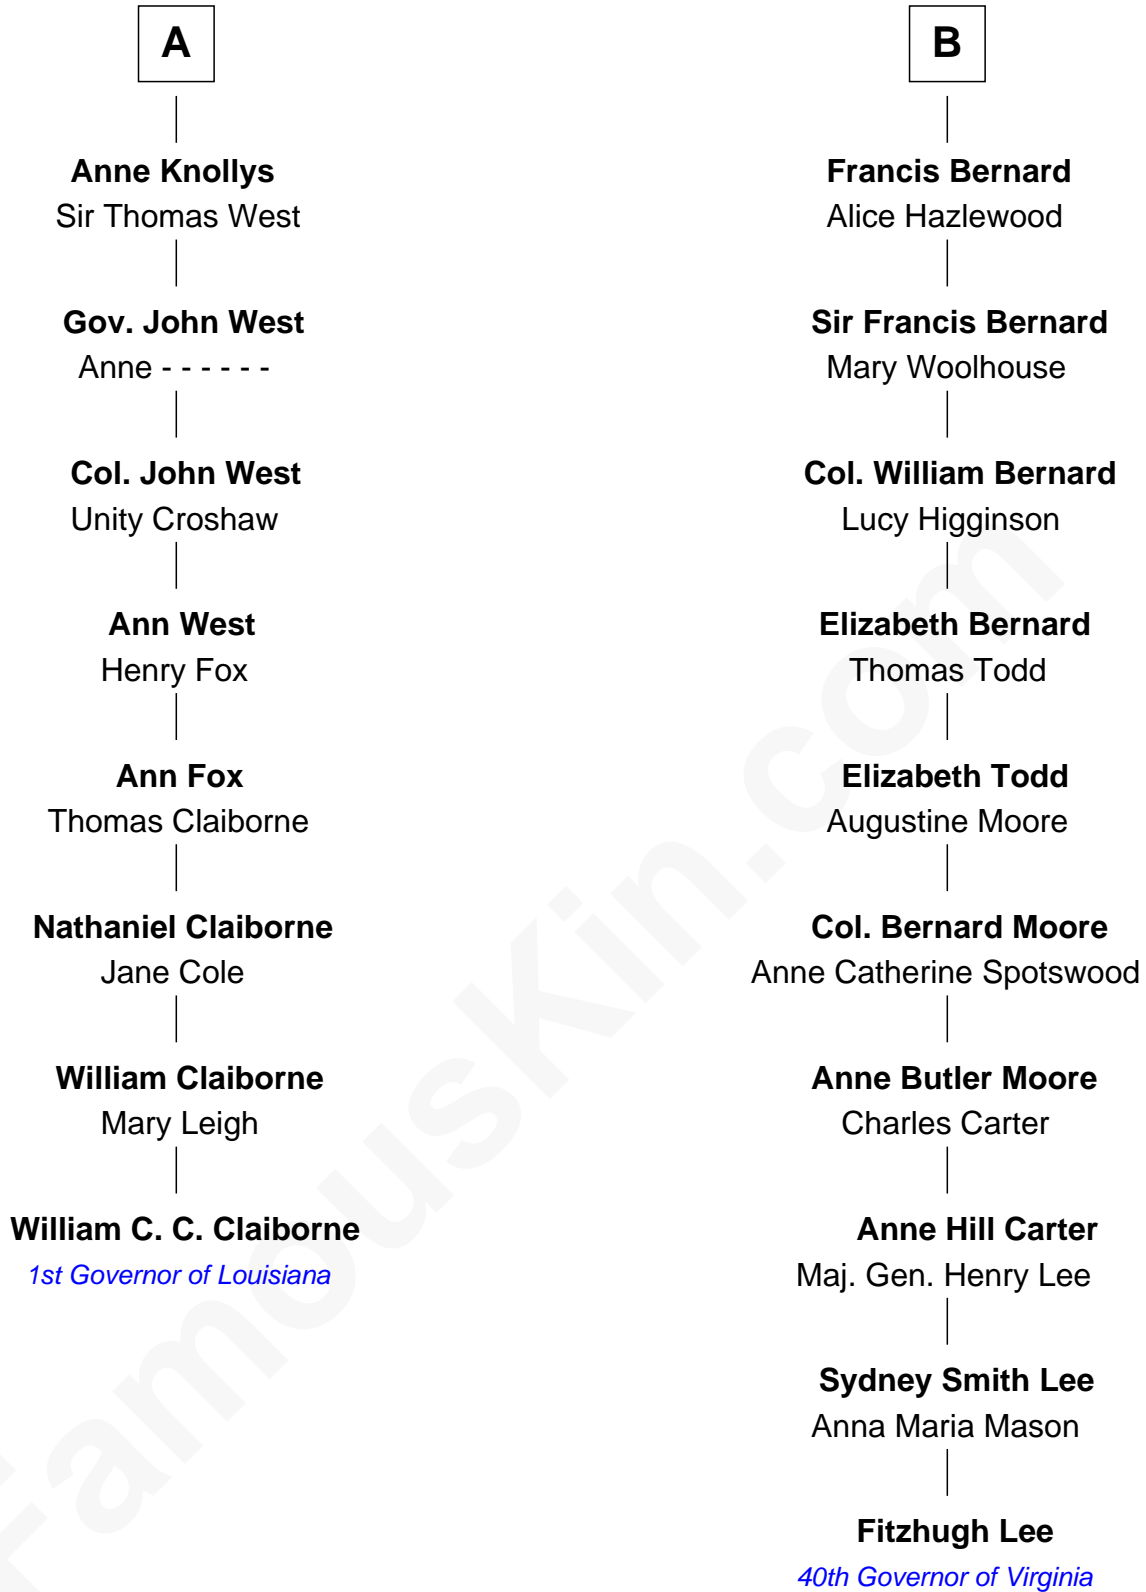 A
Anne Knollys
Sir Thomas West
Gov. John West
Anne - - - - - -
Col. John West
Unity Croshaw
Ann West
Henry Fox
Ann Fox
Thomas Claiborne
Nathaniel Claiborne
Jane Cole
William Claiborne
Mary Leigh
William C. C. Claiborne
1st Governor of Louisiana
B
Francis Bernard
Alice Hazlewood
Sir Francis Bernard
Mary Woolhouse
Col. William Bernard
Lucy Higginson
Elizabeth Bernard
Thomas Todd
Elizabeth Todd
Augustine Moore
Col. Bernard Moore
Anne Catherine Spotswood
Anne Butler Moore
Charles Carter
Anne Hill Carter
Maj. Gen. Henry Lee
Sydney Smith Lee
Anna Maria Mason
Fitzhugh Lee
40th Governor of Virginia
FamousKin.com